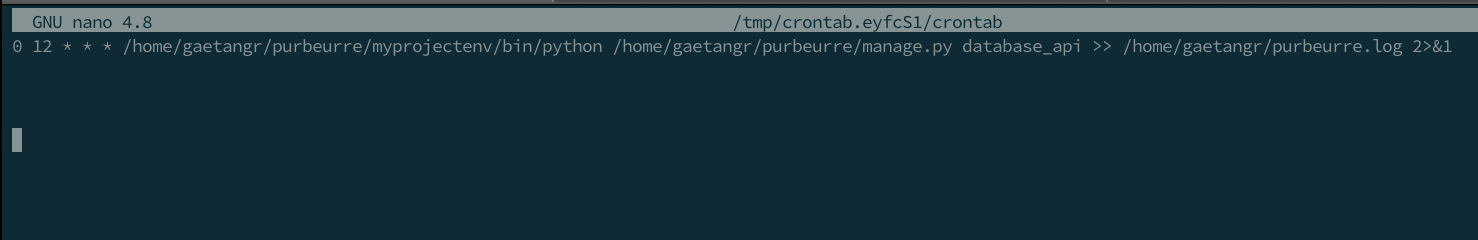 GNU nano 4.8 /tmp/crontab.eyfcS1/crontab
0 12 * * * /home/gaetangr/purbeurre/myprojectenv/bin/python /home/gaetangr/purbeurre/manage.py database_api >> /home/gaetangr/purbeurre.log 2>&1